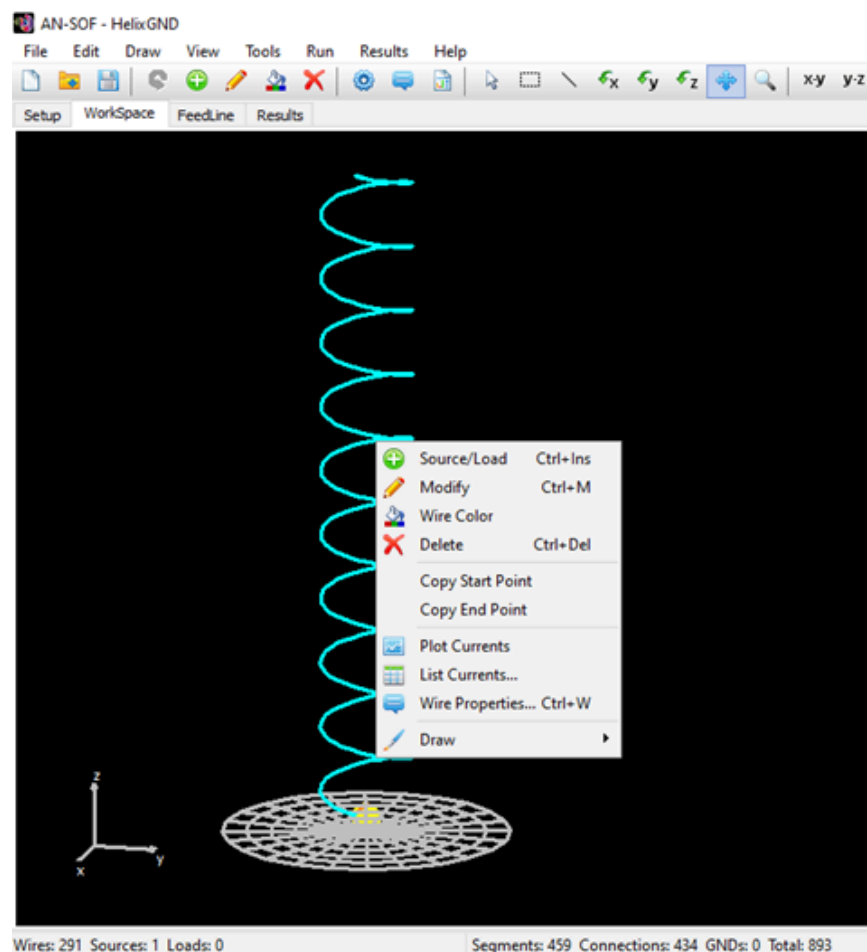 AN-SOF - HelixGND
File Edit Draw View Tools Run Results Help
x y z x-y y-z
Setup WorkSpace FeedLine Results
Source/Load Ctrl+Ins
Modify Ctrl+M
Wire Color
Delete Ctrl+Del
Copy Start Point
Copy End Point
Plot Currents
List Currents...
Wire Properties... Ctrl+W
Draw
z
y
x
Wires: 291 Sources: 1 Loads: 0 Segments: 459 Connections: 434 GNDs: 0 Total: 893